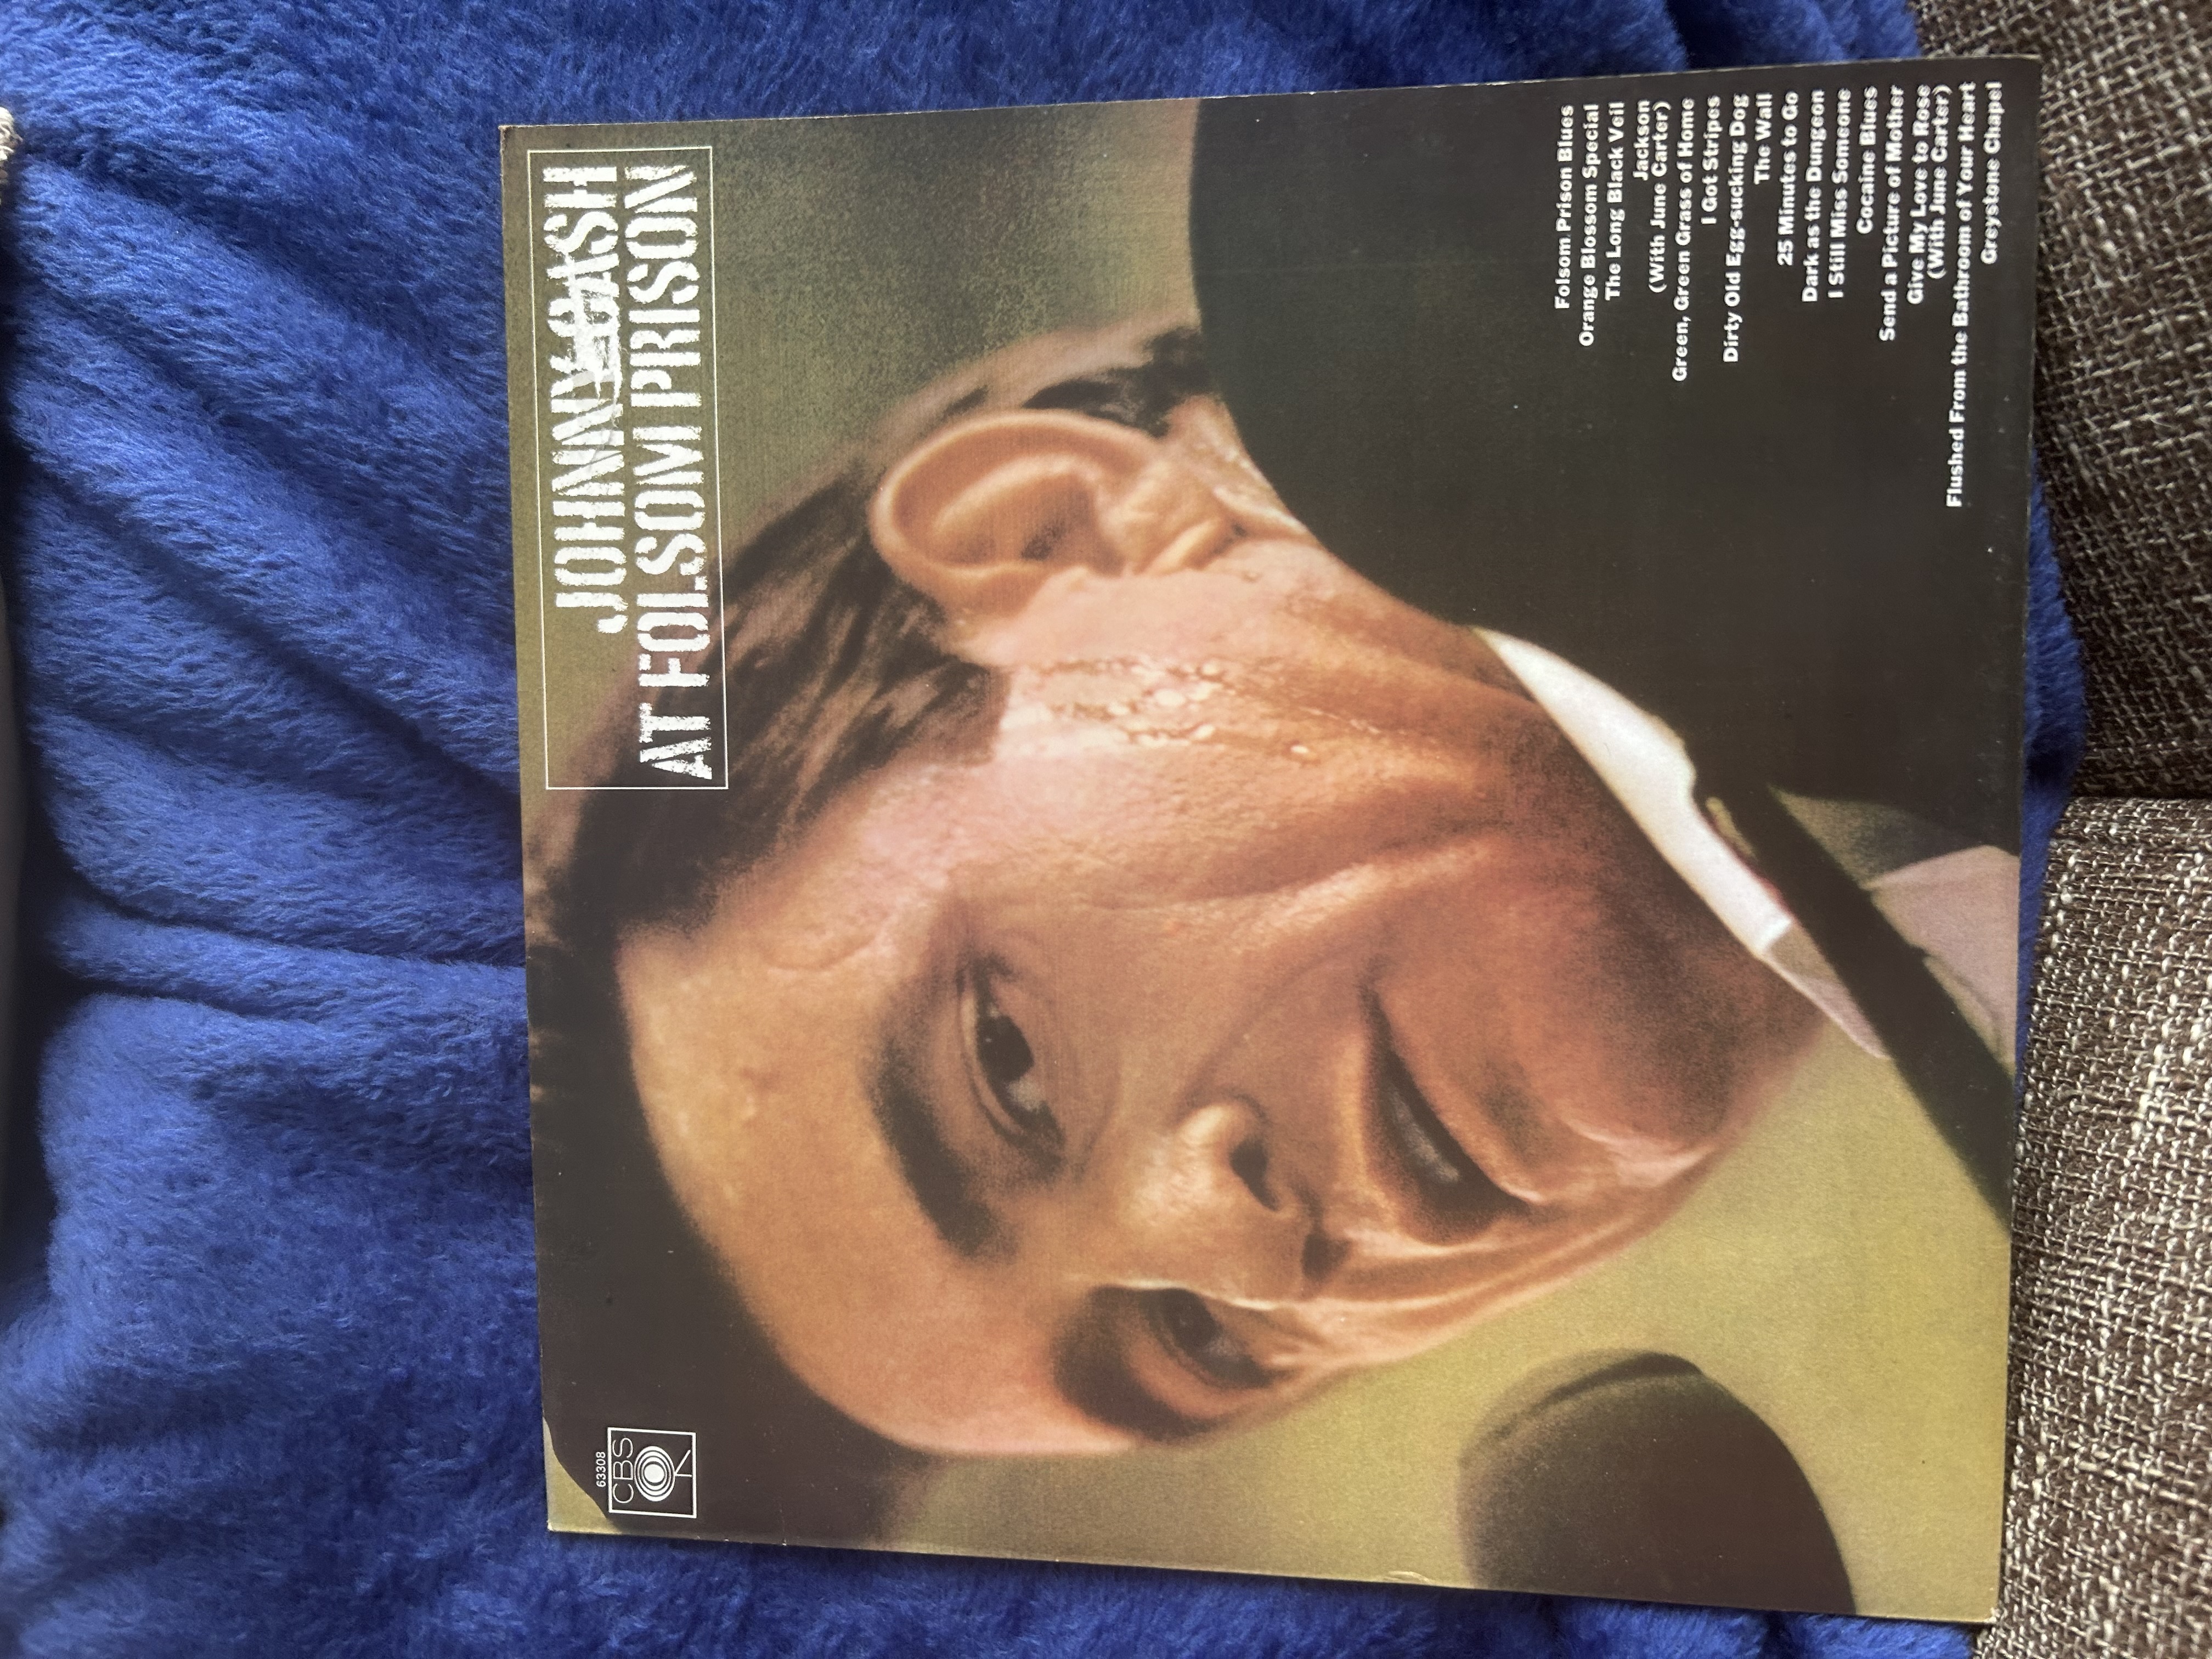 JOHNNY CASH
AT FOLSOM PRISON
63308
CBS
Folsom Prison Blues
Orange Blossom Special
The Long Black Veil
Jackson
(With June Carter)
Green, Green Grass of Home
I Got Stripes
Dirty Old Egg-sucking Dog
The Wall
25 Minutes to Go
Dark as the Dungeon
I Still Miss Someone
Cocaine Blues
Send a Picture of Mother
Give My Love to Rose
(With June Carter)
Flushed From the Bathroom of Your Heart
Greystone Chapel